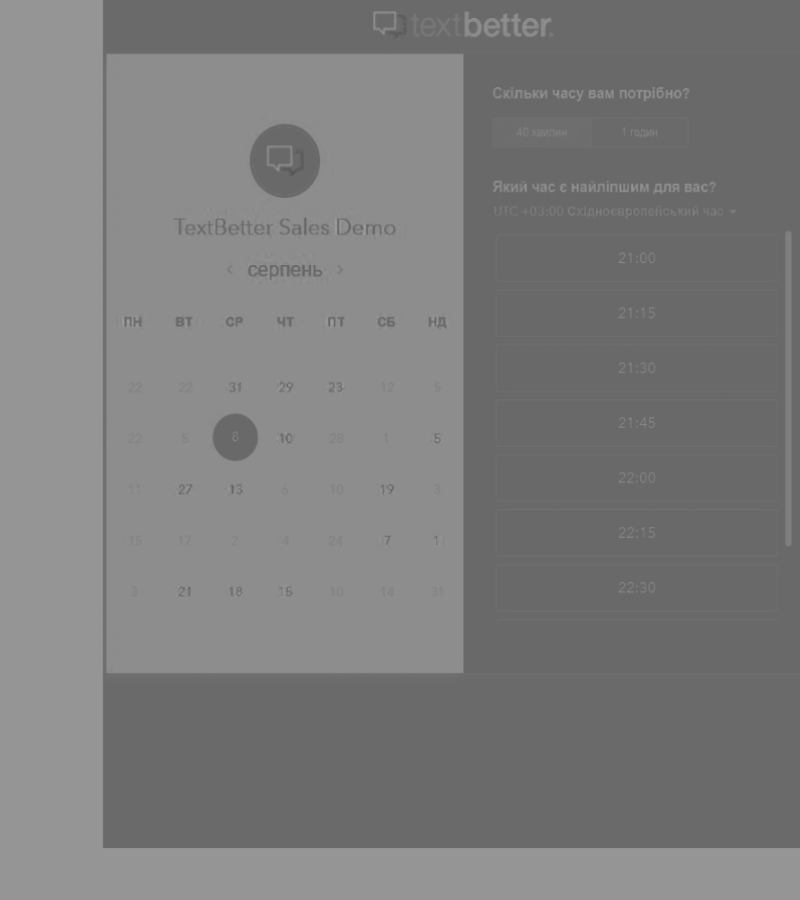 textbetter.
TextBetter Sales Demo
‹ серпень ›
ПН ВТ СР ЧТ ПТ СБ НД
22 22 31 29 23 12 5
22 5 8 10 28 1 5
11 27 13 6 10 19 3
15 17 2 4 24 7 1
3 21 18 15 10 14 31
Скільки часу вам потрібно?
40 хвилин 1 годин
Який час є найліпшим для вас?
UTC +03:00 Східноєвропейський час
21:00
21:15
21:30
21:45
22:00
22:15
22:30